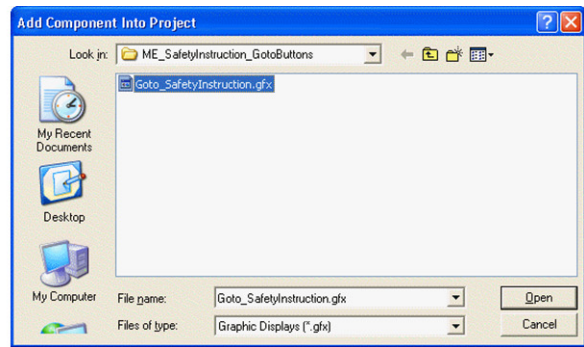 Add Component Into Project
Look in: ME_SafetyInstruction_GotoButtons
Goto_SafetyInstruction.gfx
My Recent
Documents
Desktop
My Computer
File name: Goto_SafetyInstruction.gfx Open
Files of type: Graphic Displays (*.gfx) Cancel